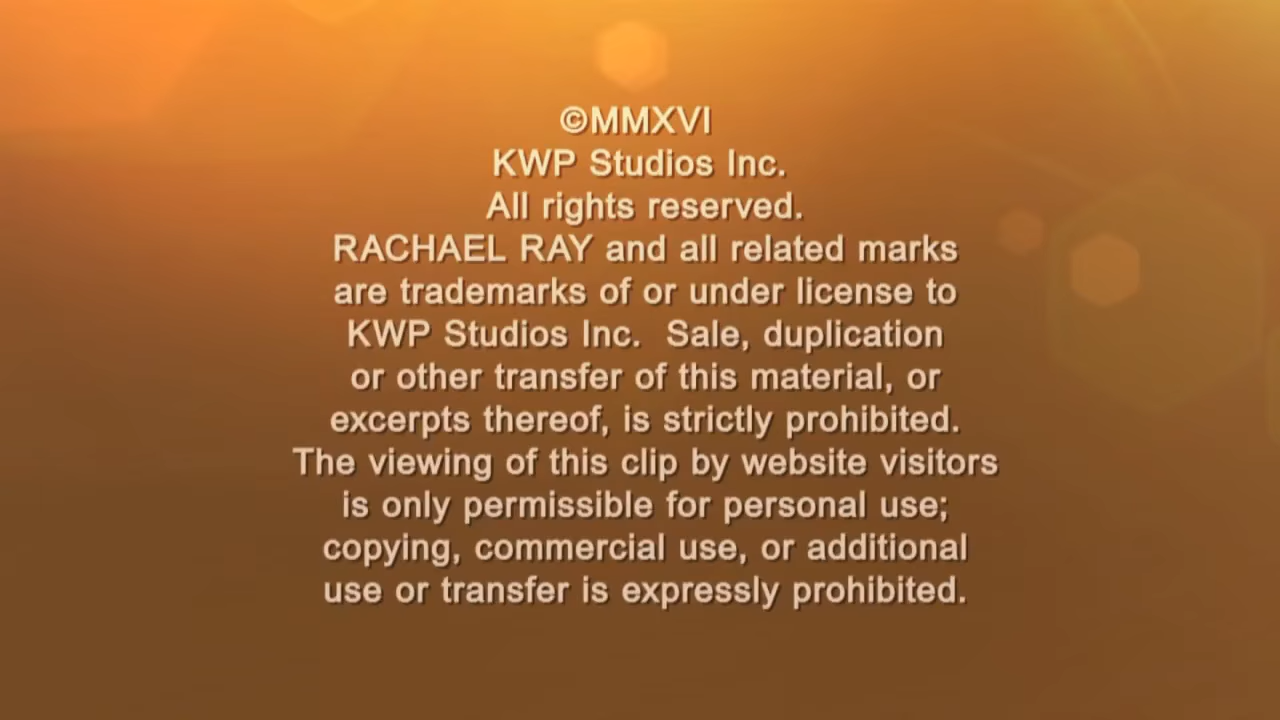 ©MMXVI
KWP Studios Inc.
All rights reserved.
RACHAEL RAY and all related marks
are trademarks of or under license to
KWP Studios Inc.  Sale, duplication
or other transfer of this material, or
excerpts thereof, is strictly prohibited.
The viewing of this clip by website visitors
is only permissible for personal use;
copying, commercial use, or additional
use or transfer is expressly prohibited.